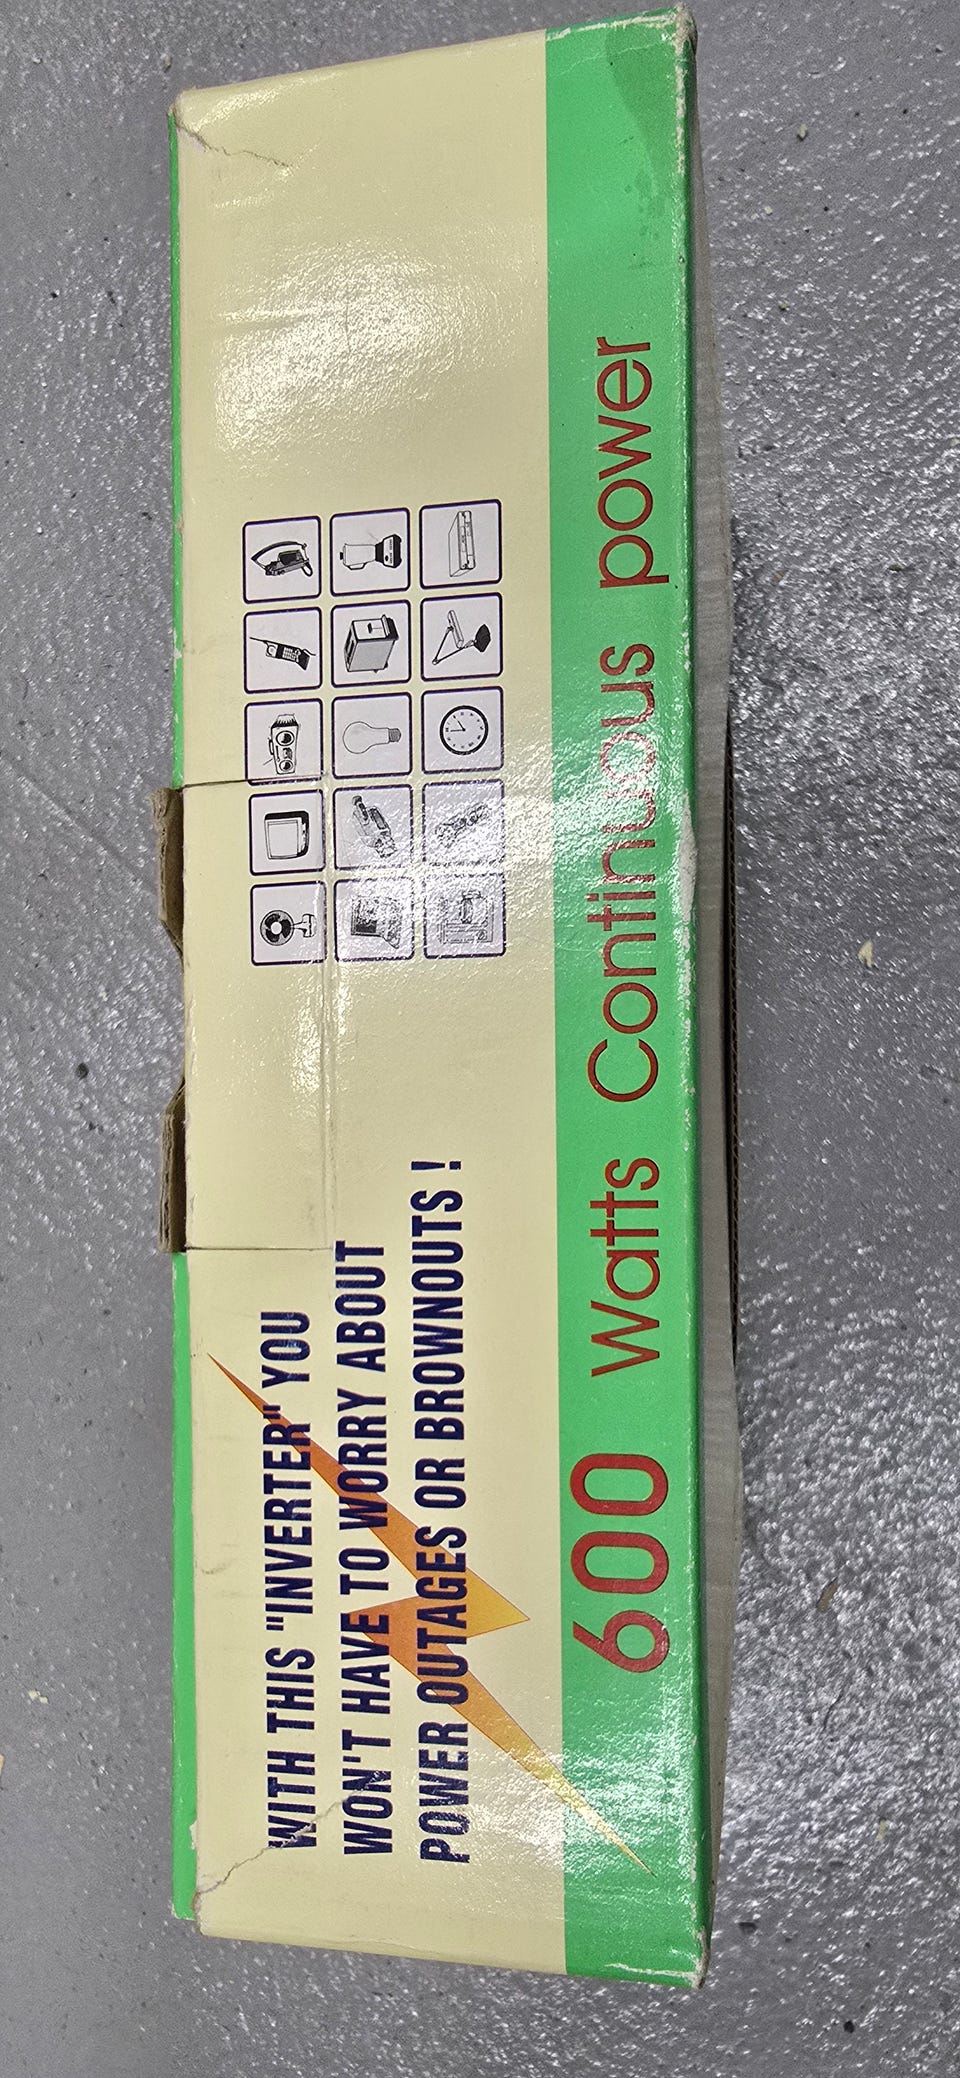 WITH THIS "INVERTER" YOU
WON'T HAVE TO WORRY ABOUT
POWER OUTAGES OR BROWNOUTS !
600 Watts Continuous power